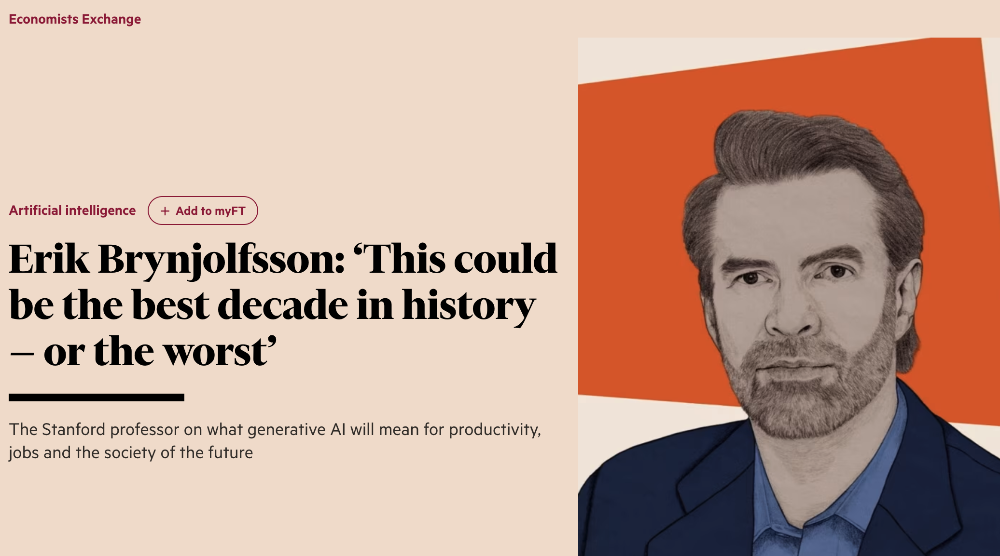 Economists Exchange
Artificial intelligence
+ Add to myFT
Erik Brynjolfsson: ‘This could
be the best decade in history
– or the worst’
The Stanford professor on what generative AI will mean for productivity,
jobs and the society of the future